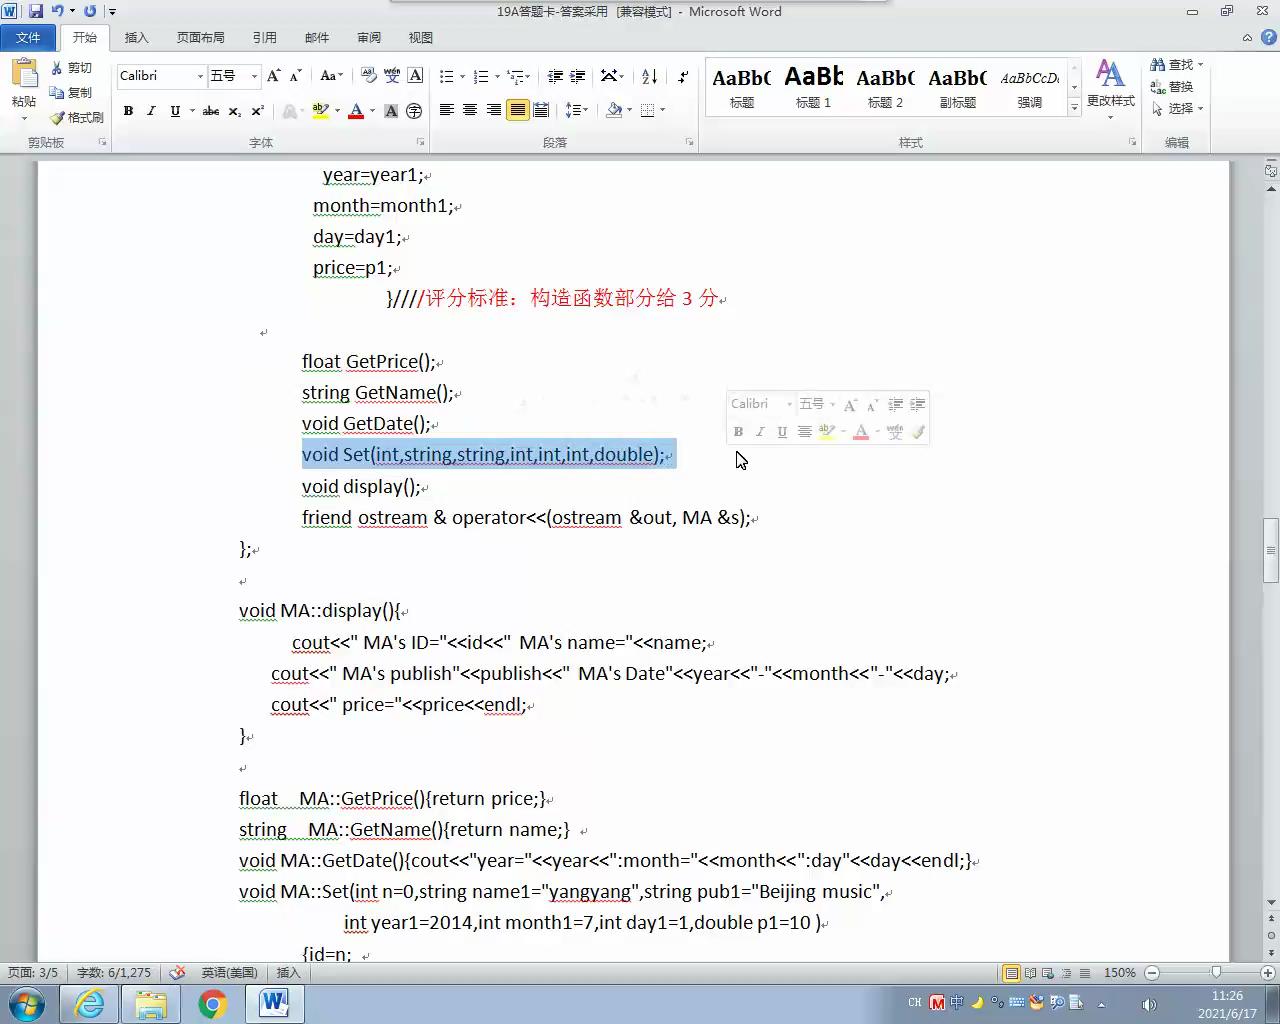 19A答题卡-答案采用 [兼容模式] - Microsoft Word
文件 开始 插入 页面布局 引用 邮件 审阅 视图
剪切
复制
格式刷
粘贴
Calibri 五号
AaBbC AaBb AaBbC AaBbC AaBbCcD
标题 标题 1 标题 2 副标题 强调
更改样式
查找
替换
选择
剪贴板 字体 段落 样式 编辑
year=year1;
month=month1;
day=day1;
price=p1;
}////评分标准：构造函数部分给 3 分
float GetPrice();
string GetName();
void GetDate();
Calibri 五号
void Set(int,string,string,int,int,int,double);
void display();
friend ostream & operator<<(ostream &out, MA &s);
};
void MA::display(){
cout<<" MA's ID="<<id<<" MA's name="<<name;
cout<<" MA's publish"<<publish<<" MA's Date"<<year<<"-"<<month<<"-"<<day;
cout<<" price="<<price<<endl;
}
float MA::GetPrice(){return price;}
string MA::GetName(){return name;}
void MA::GetDate(){cout<<"year="<<year<<":month="<<month<<":day"<<day<<endl;}
void MA::Set(int n=0,string name1="yangyang",string pub1="Beijing music",
int year1=2014,int month1=7,int day1=1,double p1=10 )
{id=n;
页面: 3/5 字数: 6/1,275 英语(美国) 插入 150%
CH 中 11:26
2021/6/17